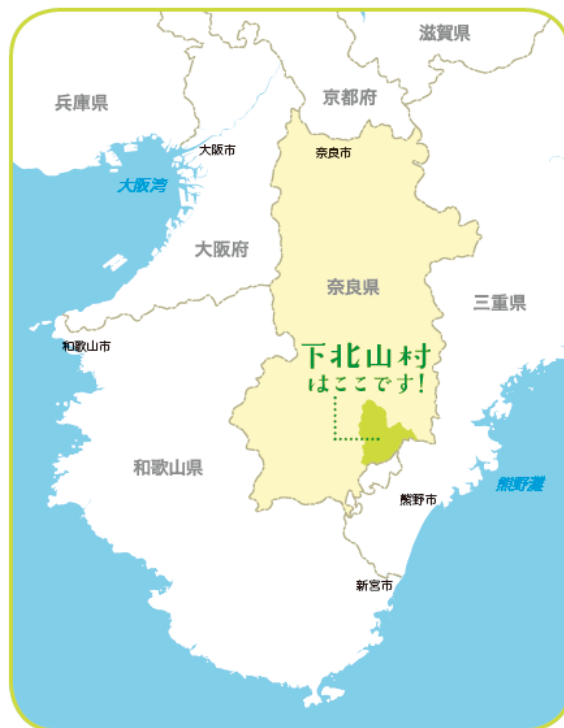 滋賀県
兵庫県
京都府
大阪市
奈良市
大阪湾
大阪府
奈良県
三重県
和歌山市
下北山村
はここです!
和歌山県
熊野灘
熊野市
新宮市